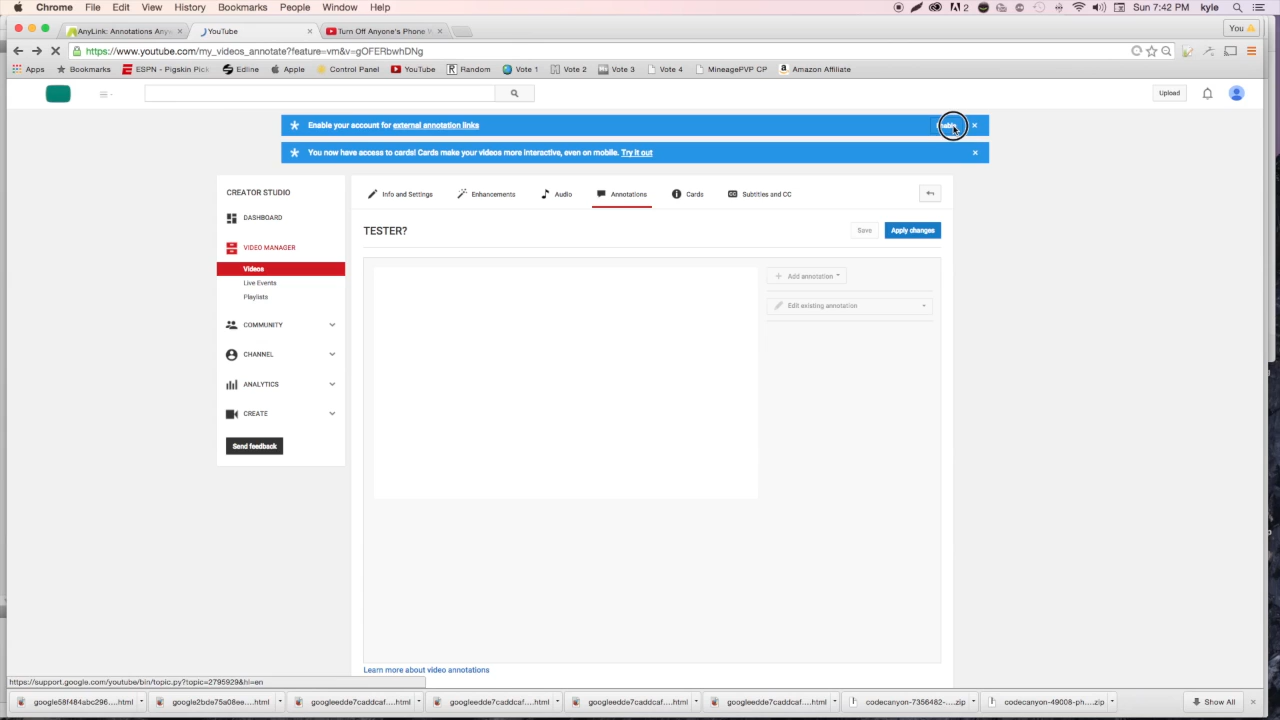 Chrome File Edit View History Bookmarks People Window Help 2 Sun 7:42 PM kyle
AnyLink: Annotations Anyw YouTube Turn Off Anyone's Phone W You
https://www.youtube.com/my_videos_annotate?feature=vm&v=gOFERbwhDNg
Apps Bookmarks ESPN - Pigskin Pick Edline Apple Control Panel YouTube Random Vote 1 Vote 2 Vote 3 Vote 4 MineagePVP CP Amazon Affiliate
Upload
Enable your account for external annotation links Enable
You now have access to cards! Cards make your videos more interactive, even on mobile. Try it out
CREATOR STUDIO
DASHBOARD
VIDEO MANAGER
Videos
Live Events
Playlists
COMMUNITY
CHANNEL
ANALYTICS
CREATE
Send feedback
Info and Settings Enhancements Audio Annotations Cards Subtitles and CC
TESTER?
Save Apply changes
Add annotation
Edit existing annotation
Learn more about video annotations
https://support.google.com/youtube/bin/topic.py?topic=2795929&hl=en
google58f484abc296....html google2bde75a08ee....html googleedde7caddcaf....html googleedde7caddcaf....html googleedde7caddcaf....html googleedde7caddcaf....html codecanyon-7356482-....zip codecanyon-49008-ph....zip Show All